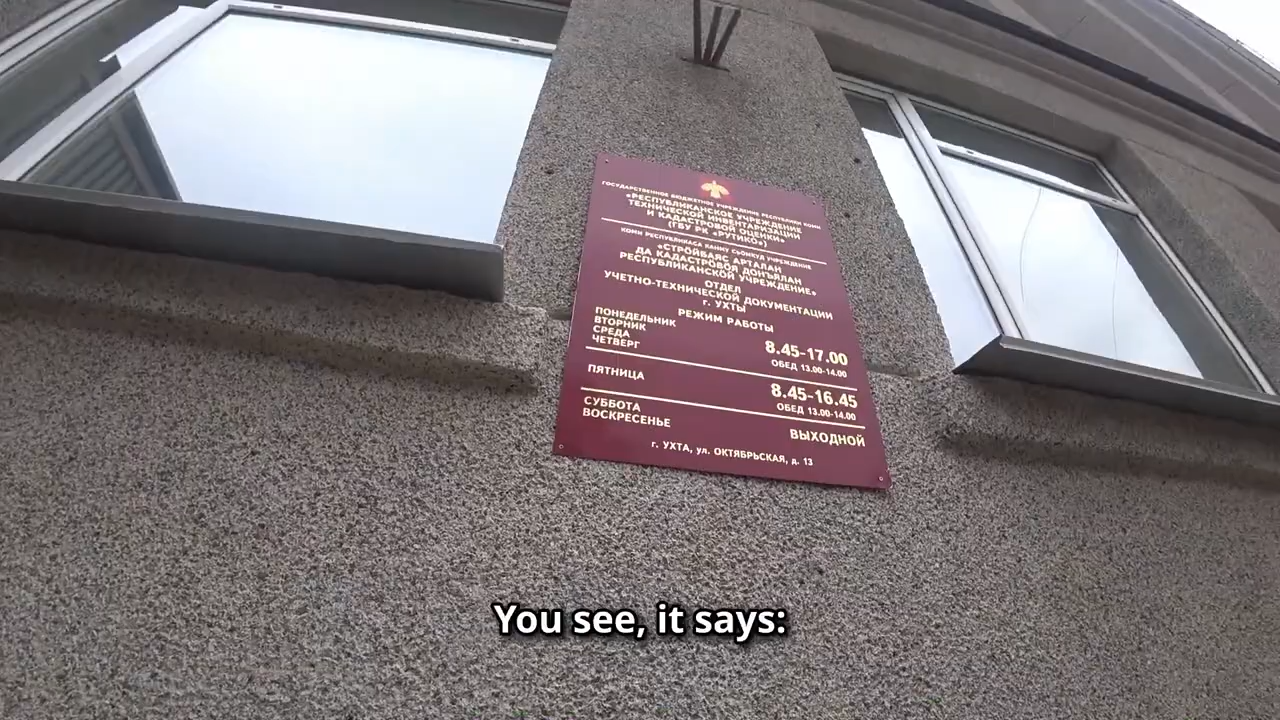 ГОСУДАРСТВЕННОЕ БЮДЖЕТНОЕ УЧРЕЖДЕНИЕ РЕСПУБЛИКИ КОМИ
«РЕСПУБЛИКАНСКОЕ УЧРЕЖДЕНИЕ
ТЕХНИЧЕСКОЙ ИНВЕНТАРИЗАЦИИ
И КАДАСТРОВОЙ ОЦЕНКИ»
(ГБУ РК «РУТИКО»)
КОМИ РЕСПУБЛИКАСА КАНМУ СЬӦМКУД УЧРЕЖДЕНИЕ
«СТРӦЙБАЯС АРТАЛАН
ДА КАДАСТРӦВӦЯ ДОНЪЯЛАН
РЕСПУБЛИКАНСКӦЙ УЧРЕЖДЕНИЕ»
ОТДЕЛ
УЧЕТНО-ТЕХНИЧЕСКОЙ ДОКУМЕНТАЦИИ
г. УХТЫ
РЕЖИМ РАБОТЫ
ПОНЕДЕЛЬНИК
ВТОРНИК
СРЕДА
ЧЕТВЕРГ
8.45-17.00
ОБЕД 13.00-14.00
ПЯТНИЦА
8.45-16.45
ОБЕД 13.00-14.00
СУББОТА
ВОСКРЕСЕНЬЕ
ВЫХОДНОЙ
г. УХТА, ул. ОКТЯБРЬСКАЯ, д. 13
You see, it says: